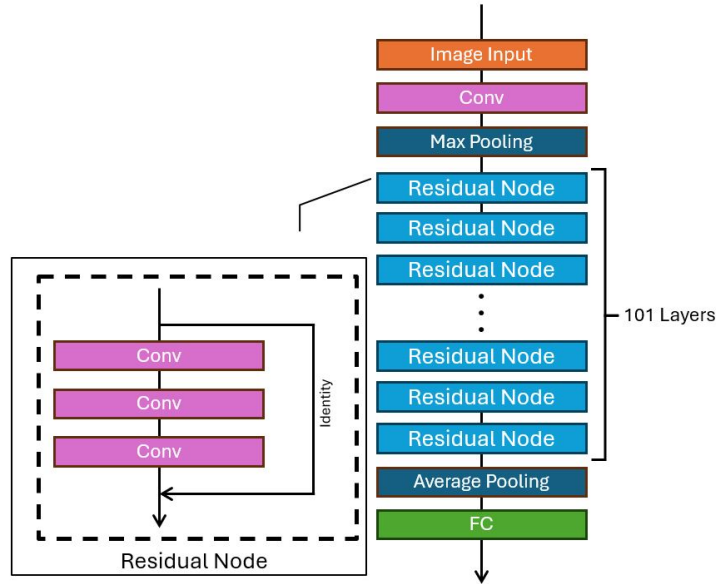 Image Input
Conv
Max Pooling
Residual Node
Residual Node
Residual Node
Residual Node
Residual Node
Residual Node
101 Layers
Average Pooling
FC
Conv
Conv
Conv
Identity
Residual Node